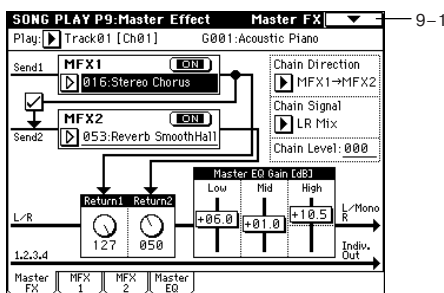 SONG PLAY P9:Master Effect Master FX
9-1
Play: Track01 [Ch01] G001:Acoustic Piano
Send1 MFX1 ON
016:Stereo Chorus
Chain Direction
MFX1→MFX2
MFX2 ON
Send2 053:Reverb SmoothHall
Chain Signal
LR Mix
Chain Level: 000
Master EQ Gain [dB]
Low Mid High
Return1 Return2
L/R
+06.0 +01.0 +10.5
L/Mono
R
127 050
Indiv.
Out
1.2.3.4
Master FX
MFX 1
MFX 2
Master EQ